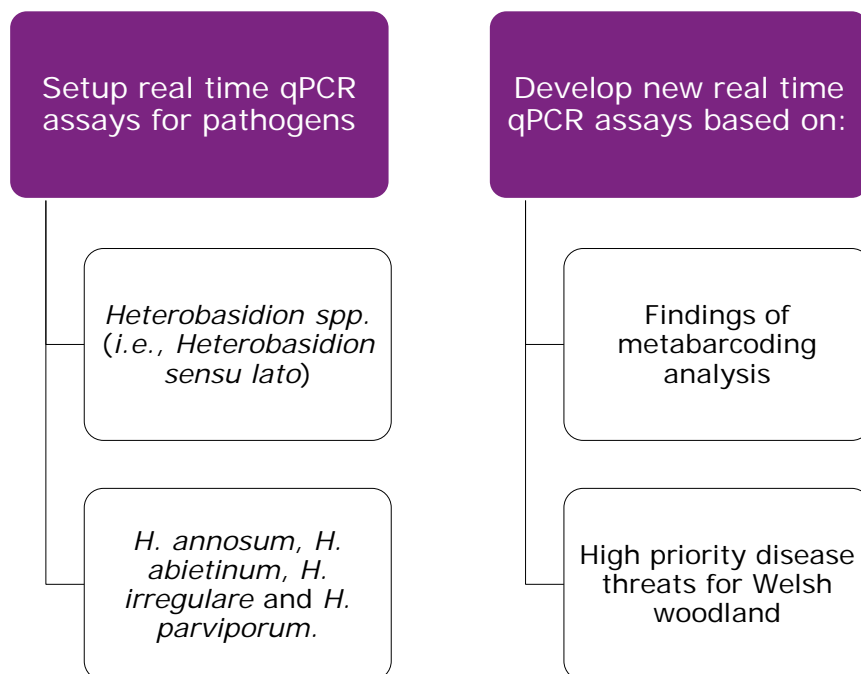 Setup real time qPCR
assays for pathogens
Heterobasidion spp.
(i.e., Heterobasidion
sensu lato)
H. annosum, H.
abietinum, H.
irregulare and H.
parviporum.
Develop new real time
qPCR assays based on:
Findings of
metabarcoding
analysis
High priority disease
threats for Welsh
woodland